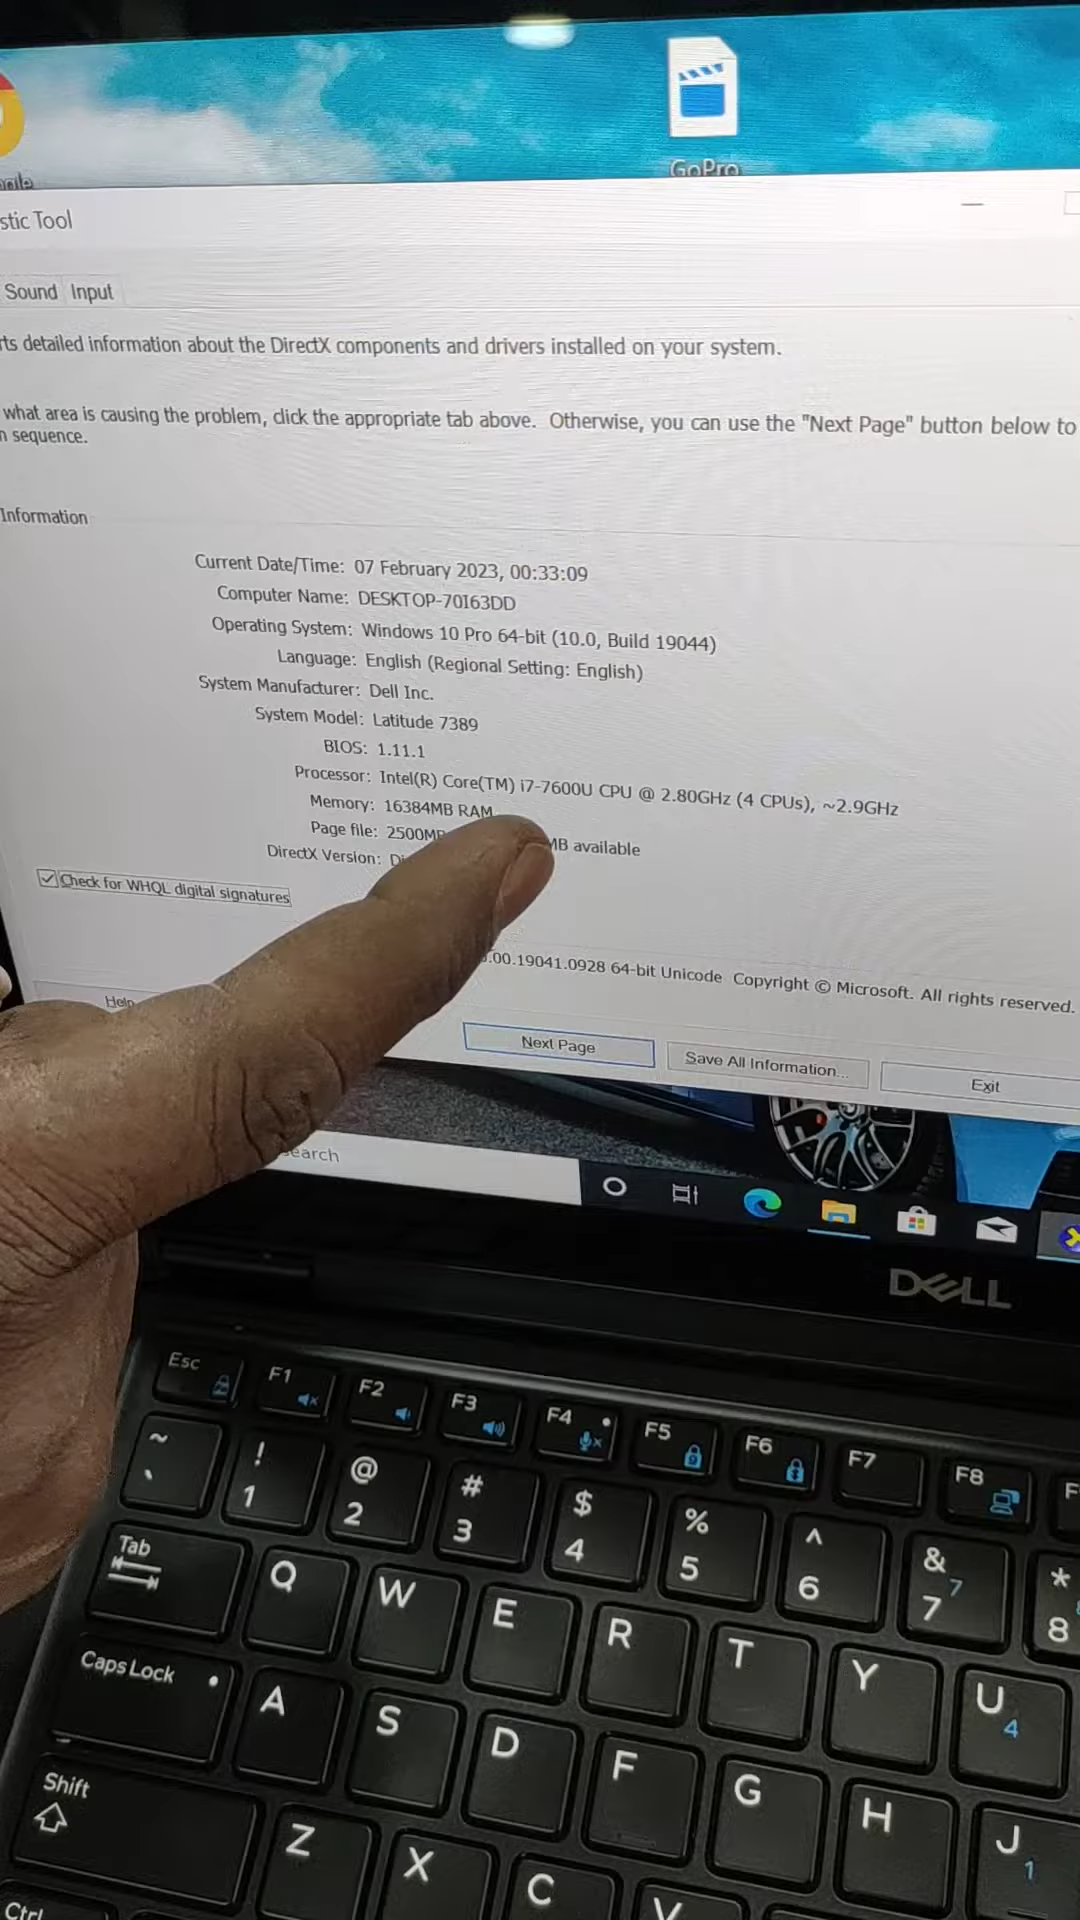 GoPro
stic Tool
Sound Input
rts detailed information about the DirectX components and drivers installed on your system.
what area is causing the problem, click the appropriate tab above. Otherwise, you can use the "Next Page" button below to
n sequence.
Information
Current Date/Time: 07 February 2023, 00:33:09
Computer Name: DESKTOP-70I63DD
Operating System: Windows 10 Pro 64-bit (10.0, Build 19044)
Language: English (Regional Setting: English)
System Manufacturer: Dell Inc.
System Model: Latitude 7389
BIOS: 1.11.1
Processor: Intel(R) Core(TM) i7-7600U CPU @ 2.80GHz (4 CPUs), ~2.9GHz
Memory: 16384MB RAM
Page file: 2500MB MB available
DirectX Version:
Check for WHQL digital signatures
.00.19041.0928 64-bit Unicode Copyright © Microsoft. All rights reserved.
Help
Next Page Save All Information... Exit
earch
DELL
Esc F1 F2 F3 F4 F5 F6 F7 F8
~ ! @ # $ % ^ & *
` 1 2 3 4 5 6 7 7 8
Tab Q W E R T Y U 4
Caps Lock A S D F G H J 1
Shift Z X C V
Ctrl